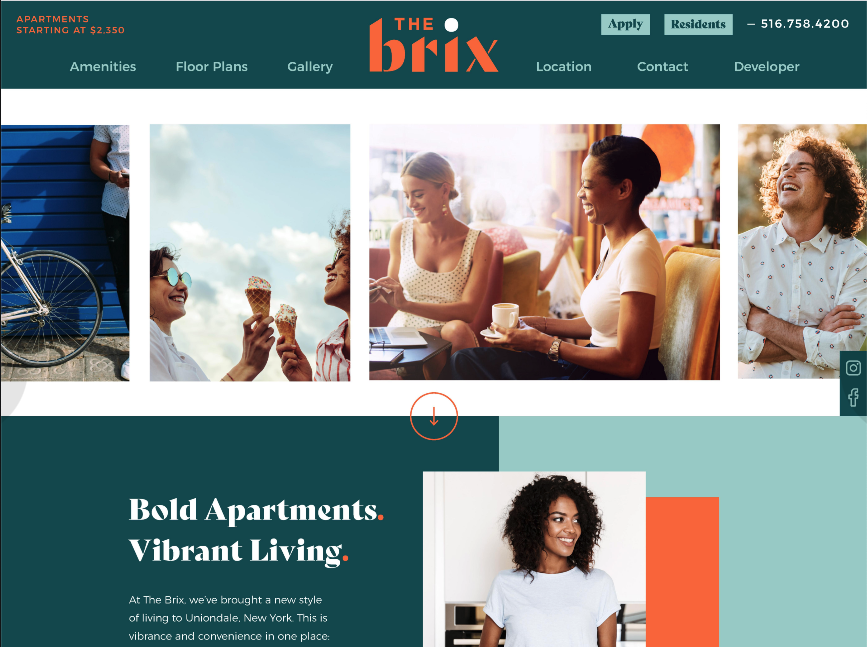 APARTMENTS
STARTING AT $2,350
THE
brix
Apply
Residents
– 516.758.4200
Amenities
Floor Plans
Gallery
Location
Contact
Developer
Bold Apartments.
Vibrant Living.
At The Brix, we've brought a new style
of living to Uniondale, New York. This is
vibrance and convenience in one place: